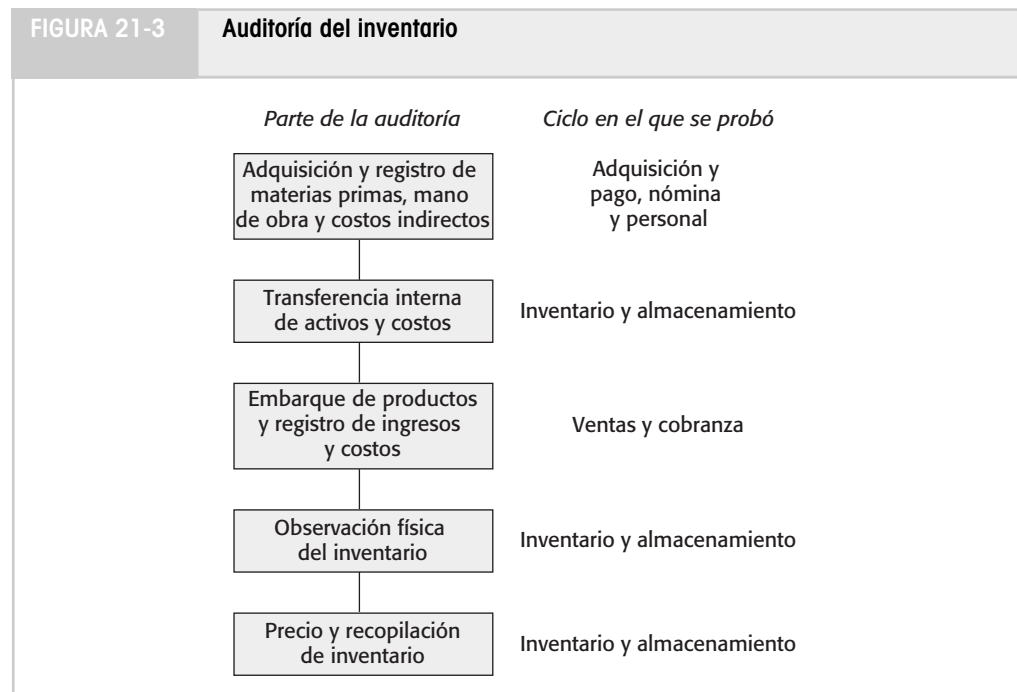 FIGURA 21-3
Auditoría del inventario
Parte de la auditoría
Ciclo en el que se probó
Adquisición y registro de
materias primas, mano
de obra y costos indirectos
Adquisición y
pago, nómina
y personal
Transferencia interna
de activos y costos
Inventario y almacenamiento
Embarque de productos
y registro de ingresos
y costos
Ventas y cobranza
Observación física
del inventario
Inventario y almacenamiento
Precio y recopilación
de inventario
Inventario y almacenamiento